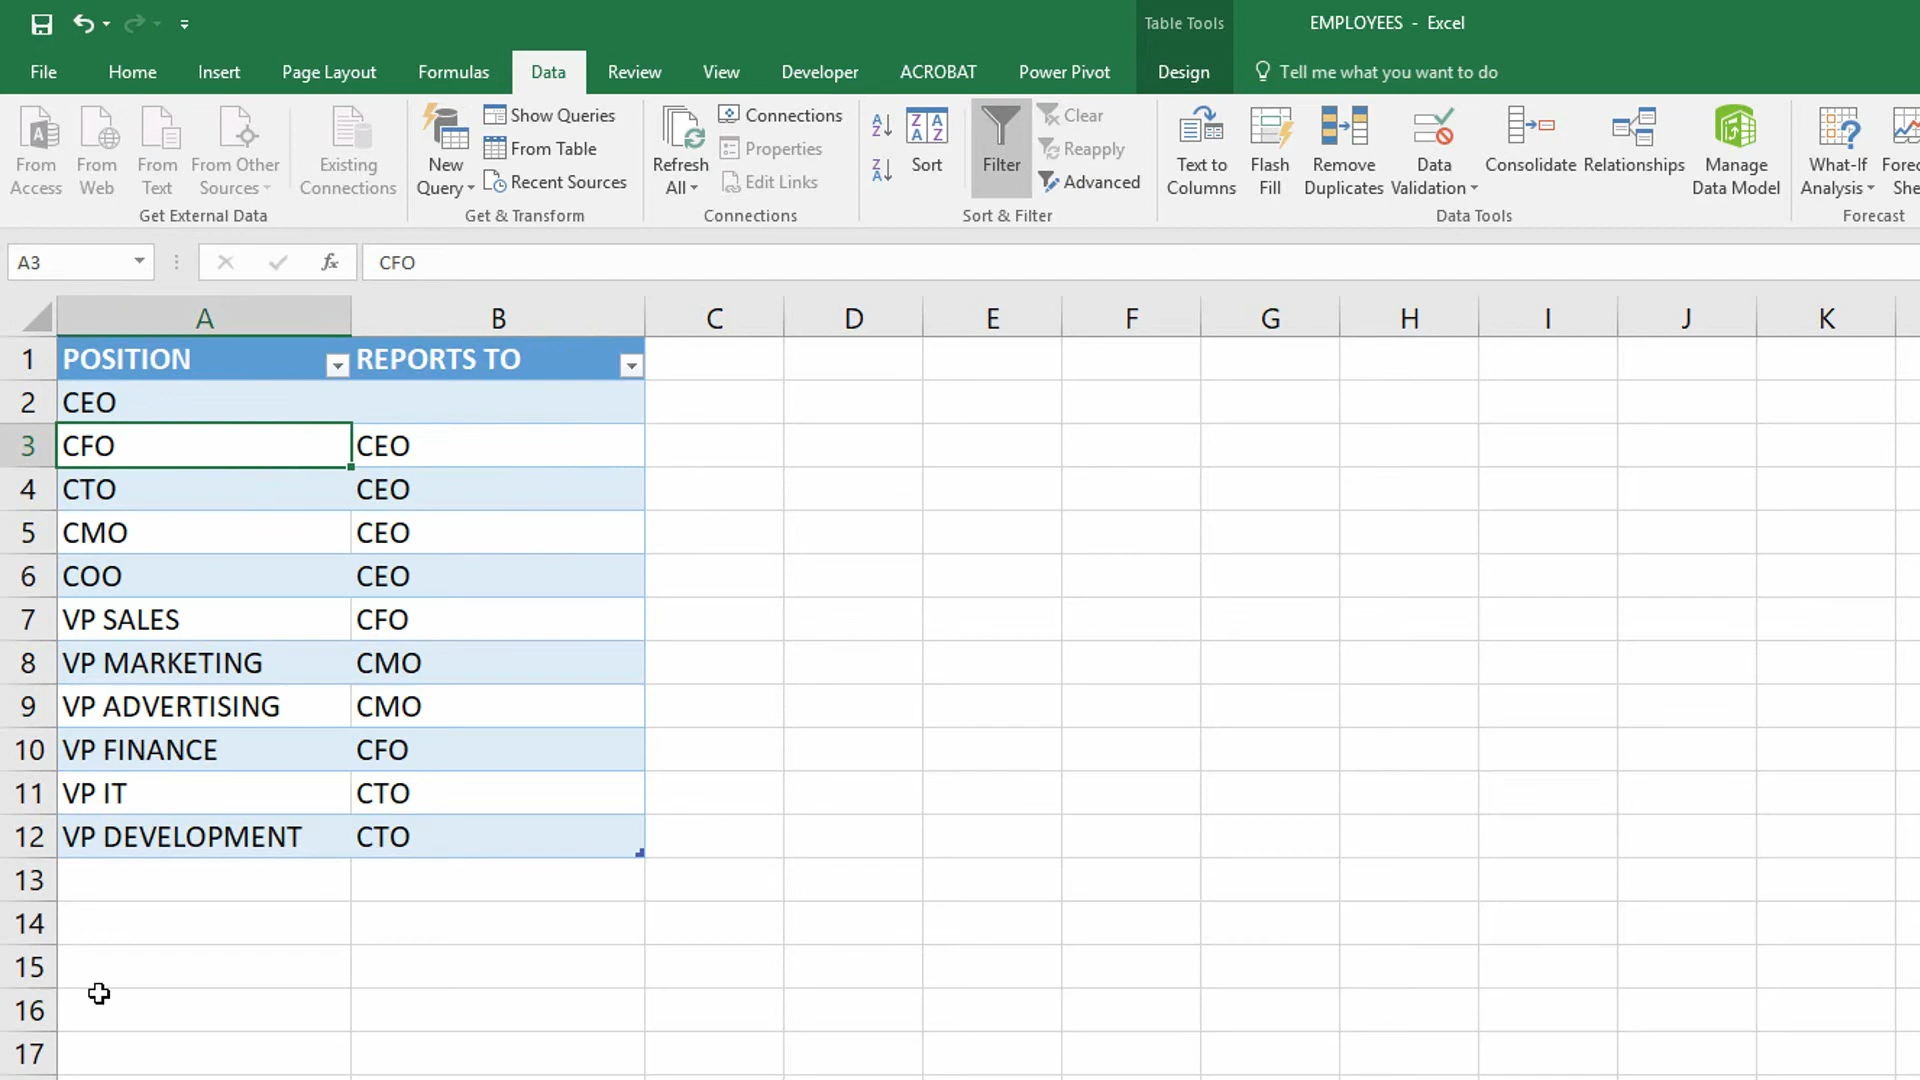 Table Tools
EMPLOYEES - Excel
File Home Insert Page Layout Formulas Data Review View Developer ACROBAT Power Pivot Design Tell me what you want to do
From Access
From Web
From Text
From Other Sources
Get External Data
Existing Connections
New Query
Show Queries
From Table
Recent Sources
Get & Transform
Refresh All
Connections
Properties
Edit Links
Connections
Sort
Filter
Clear
Reapply
Advanced
Sort & Filter
Text to Columns
Flash Fill
Remove Duplicates
Data Validation
Consolidate
Relationships
Manage Data Model
Data Tools
What-If Analysis
Forecast
A3 fx CFO
A B C D E F G H I J K
1 POSITION REPORTS TO
2 CEO
3 CFO CEO
4 CTO CEO
5 CMO CEO
6 COO CEO
7 VP SALES CFO
8 VP MARKETING CMO
9 VP ADVERTISING CMO
10 VP FINANCE CFO
11 VP IT CTO
12 VP DEVELOPMENT CTO
13
14
15
16
17